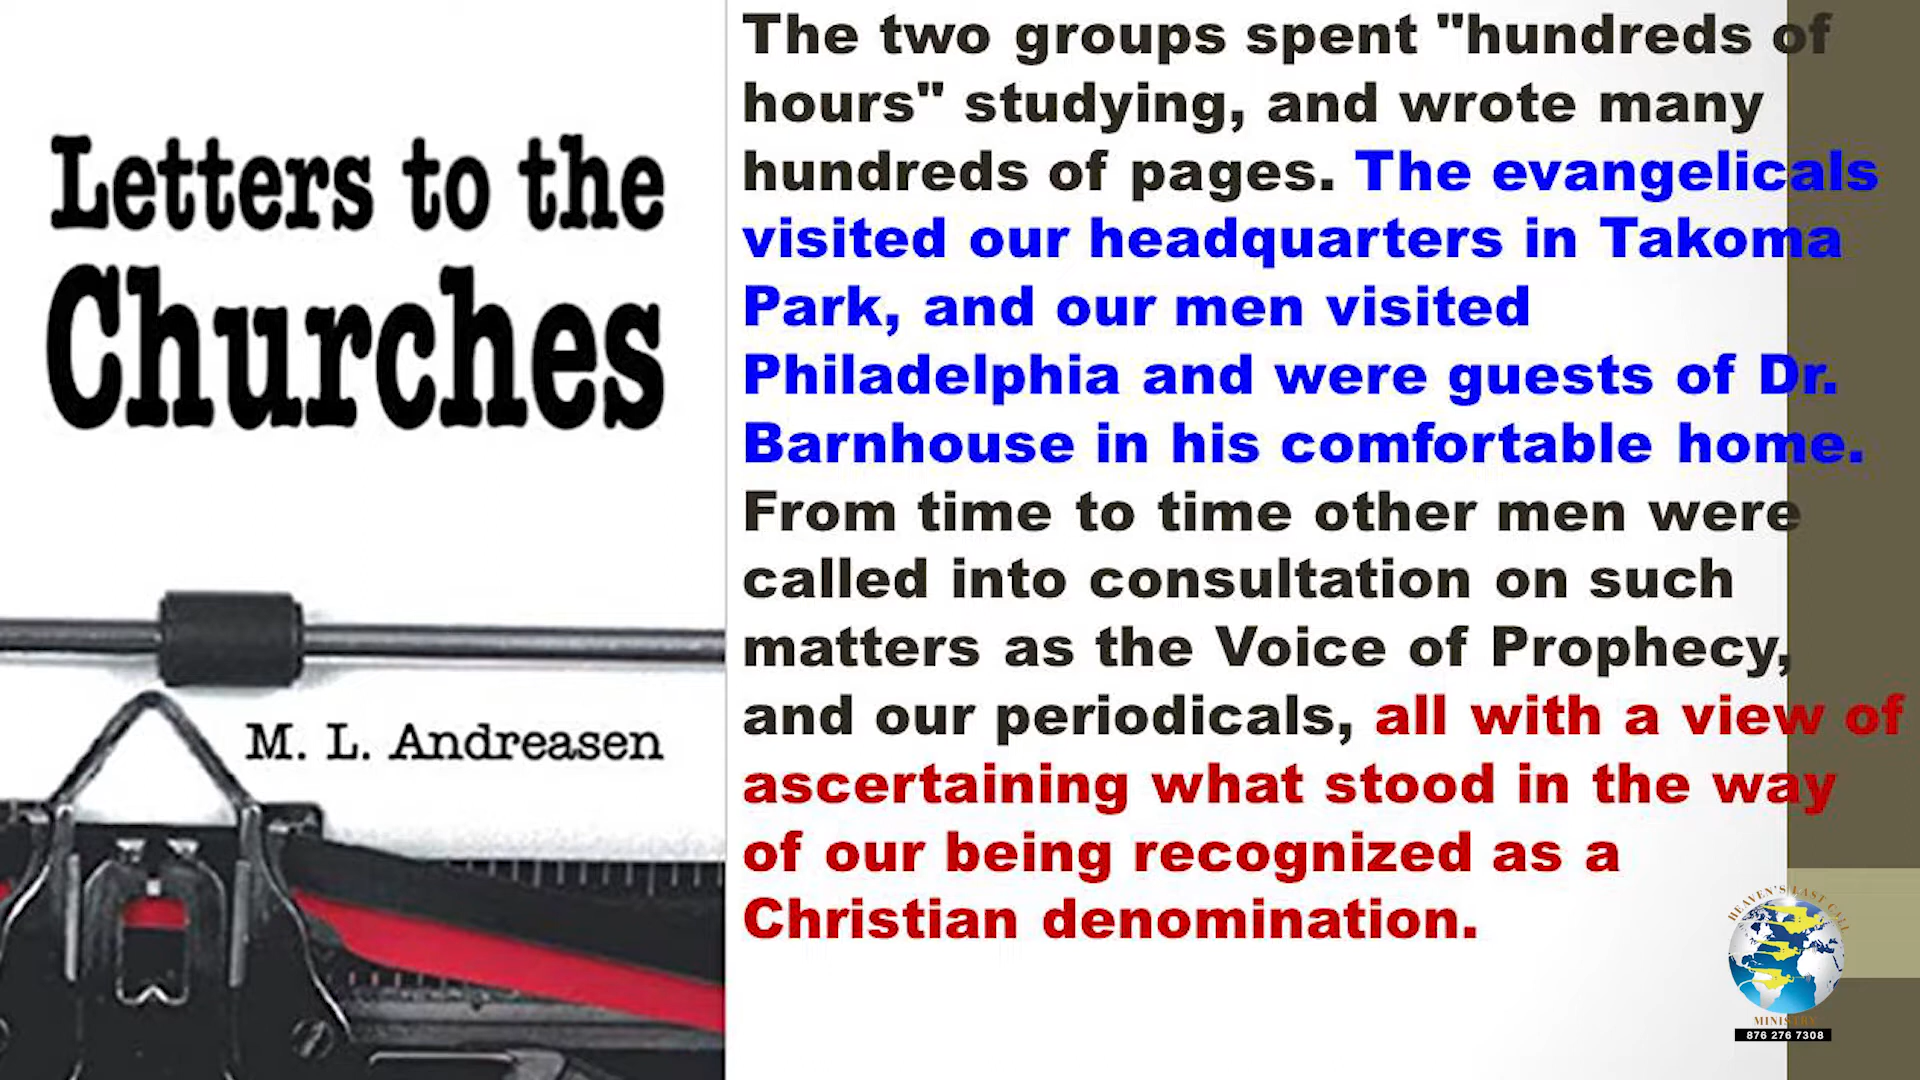 Letters to the
Churches
M. L. Andreasen
The two groups spent "hundreds of
hours" studying, and wrote many
hundreds of pages. The evangelicals
visited our headquarters in Takoma
Park, and our men visited
Philadelphia and were guests of Dr.
Barnhouse in his comfortable home.
From time to time other men were
called into consultation on such
matters as the Voice of Prophecy,
and our periodicals, all with a view of
ascertaining what stood in the way
of our being recognized as a
Christian denomination.
HEAVEN'S LAST CALL
MINISTRY
876 276 7308